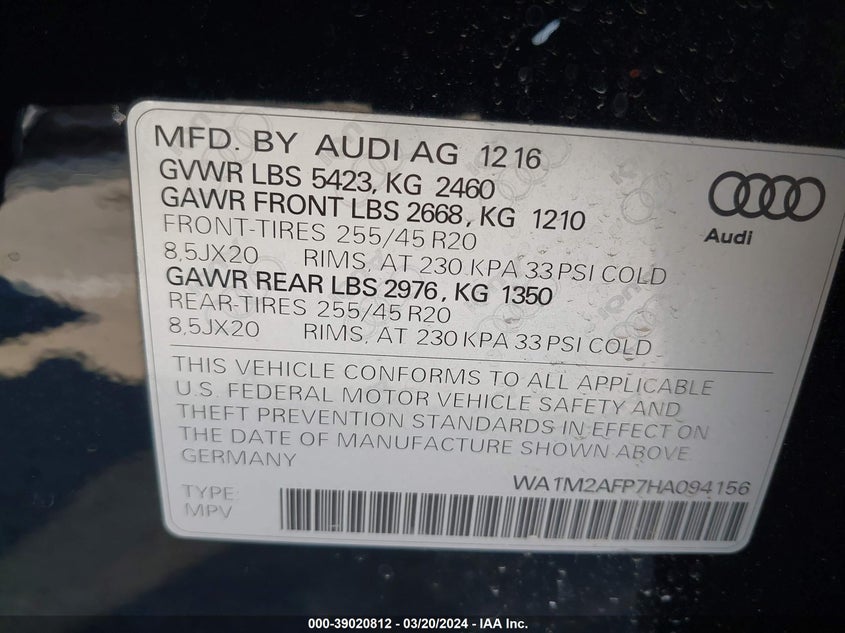 MFD. BY AUDI AG 12 16
GVWR LBS 5423, KG 2460
GAWR FRONT LBS 2668, KG 1210
FRONT-TIRES 255/45 R20
8,5JX20 RIMS, AT 230 KPA 33 PSI COLD
GAWR REAR LBS 2976, KG 1350
REAR-TIRES 255/45 R20
8,5JX20 RIMS, AT 230 KPA 33 PSI COLD
Audi
THIS VEHICLE CONFORMS TO ALL APPLICABLE
U.S. FEDERAL MOTOR VEHICLE SAFETY AND
THEFT PREVENTION STANDARDS IN EFFECT ON
THE DATE OF MANUFACTURE SHOWN ABOVE
GERMANY
WA1M2AFP7HA094156
TYPE:
MPV
000-39020812 - 03/20/2024 - IAA Inc.